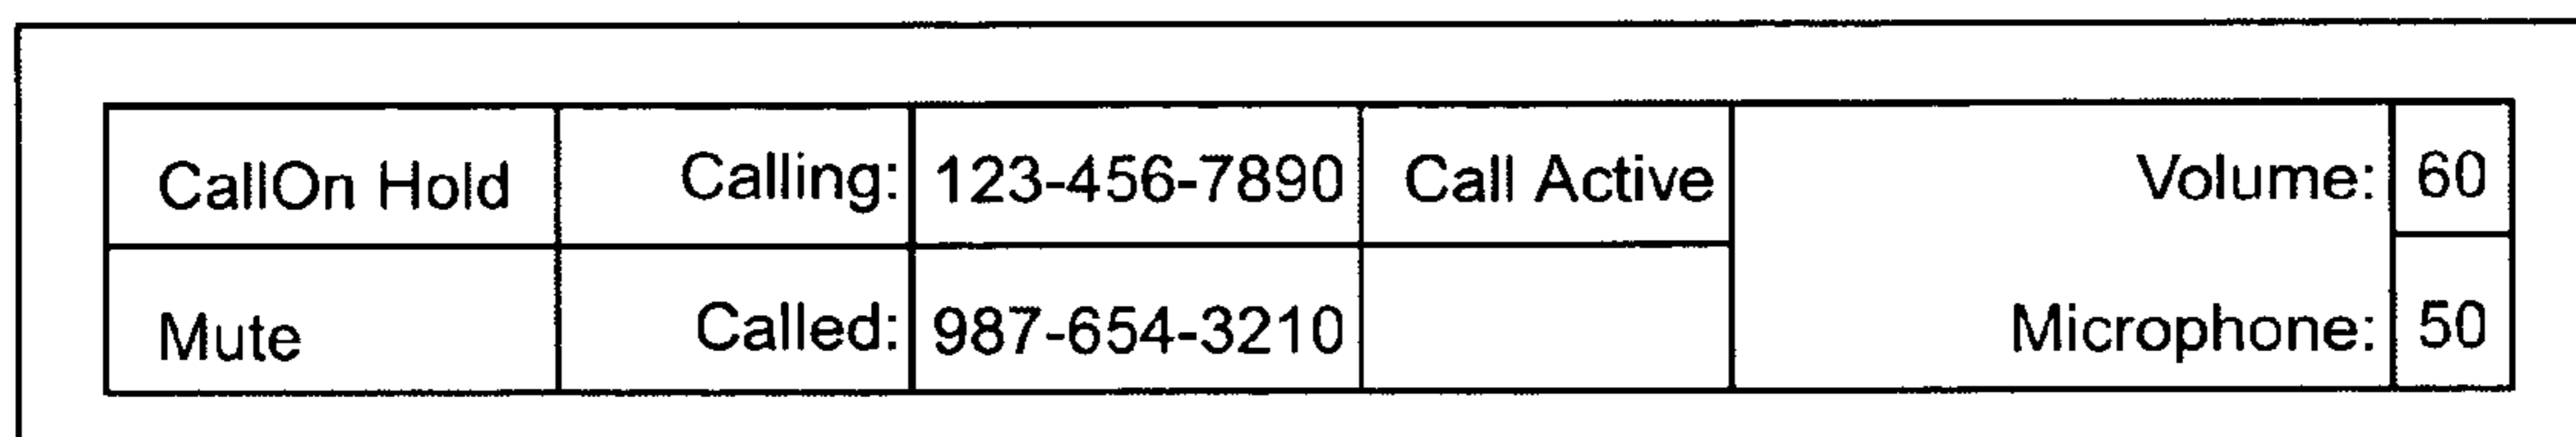 CallOn Hold Calling: 123-456-7890 Call Active Volume: 60
Mute Called: 987-654-3210 Microphone: 50